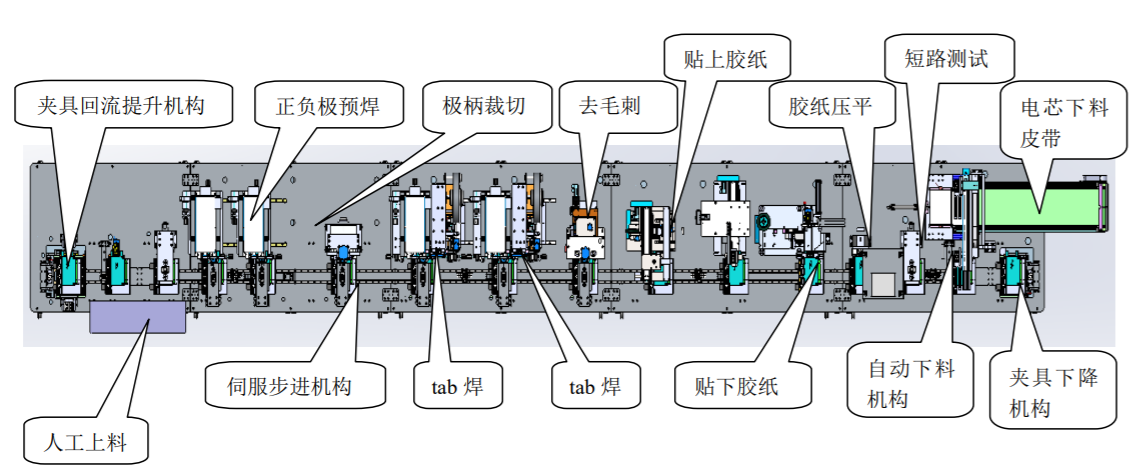 贴上胶纸
短路测试
夹具回流提升机构
正负极预焊
极柄裁切
去毛刺
胶纸压平
电芯下料
皮带
伺服步进机构
tab 焊
tab 焊
贴下胶纸
自动下料
机构
夹具下降
机构
人工上料